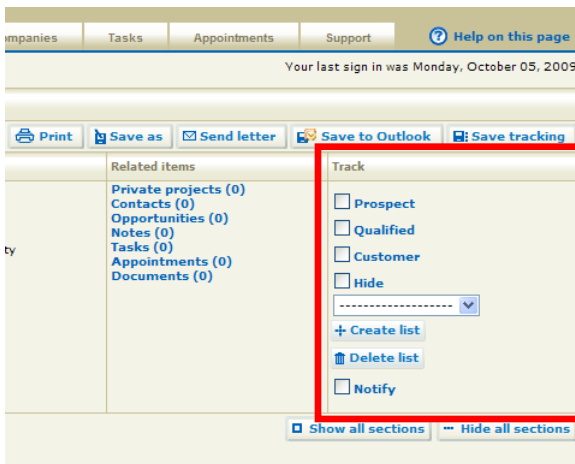 ompanies Tasks Appointments Support Help on this page
Your last sign in was Monday, October 05, 2009
Print Save as Send letter Save to Outlook Save tracking
Related items
Private projects (0)
Contacts (0)
Opportunities (0)
Notes (0)
Tasks (0)
Appointments (0)
Documents (0)
ty
Track
Prospect
Qualified
Customer
Hide
-------------------
Create list
Delete list
Notify
Show all sections Hide all sections